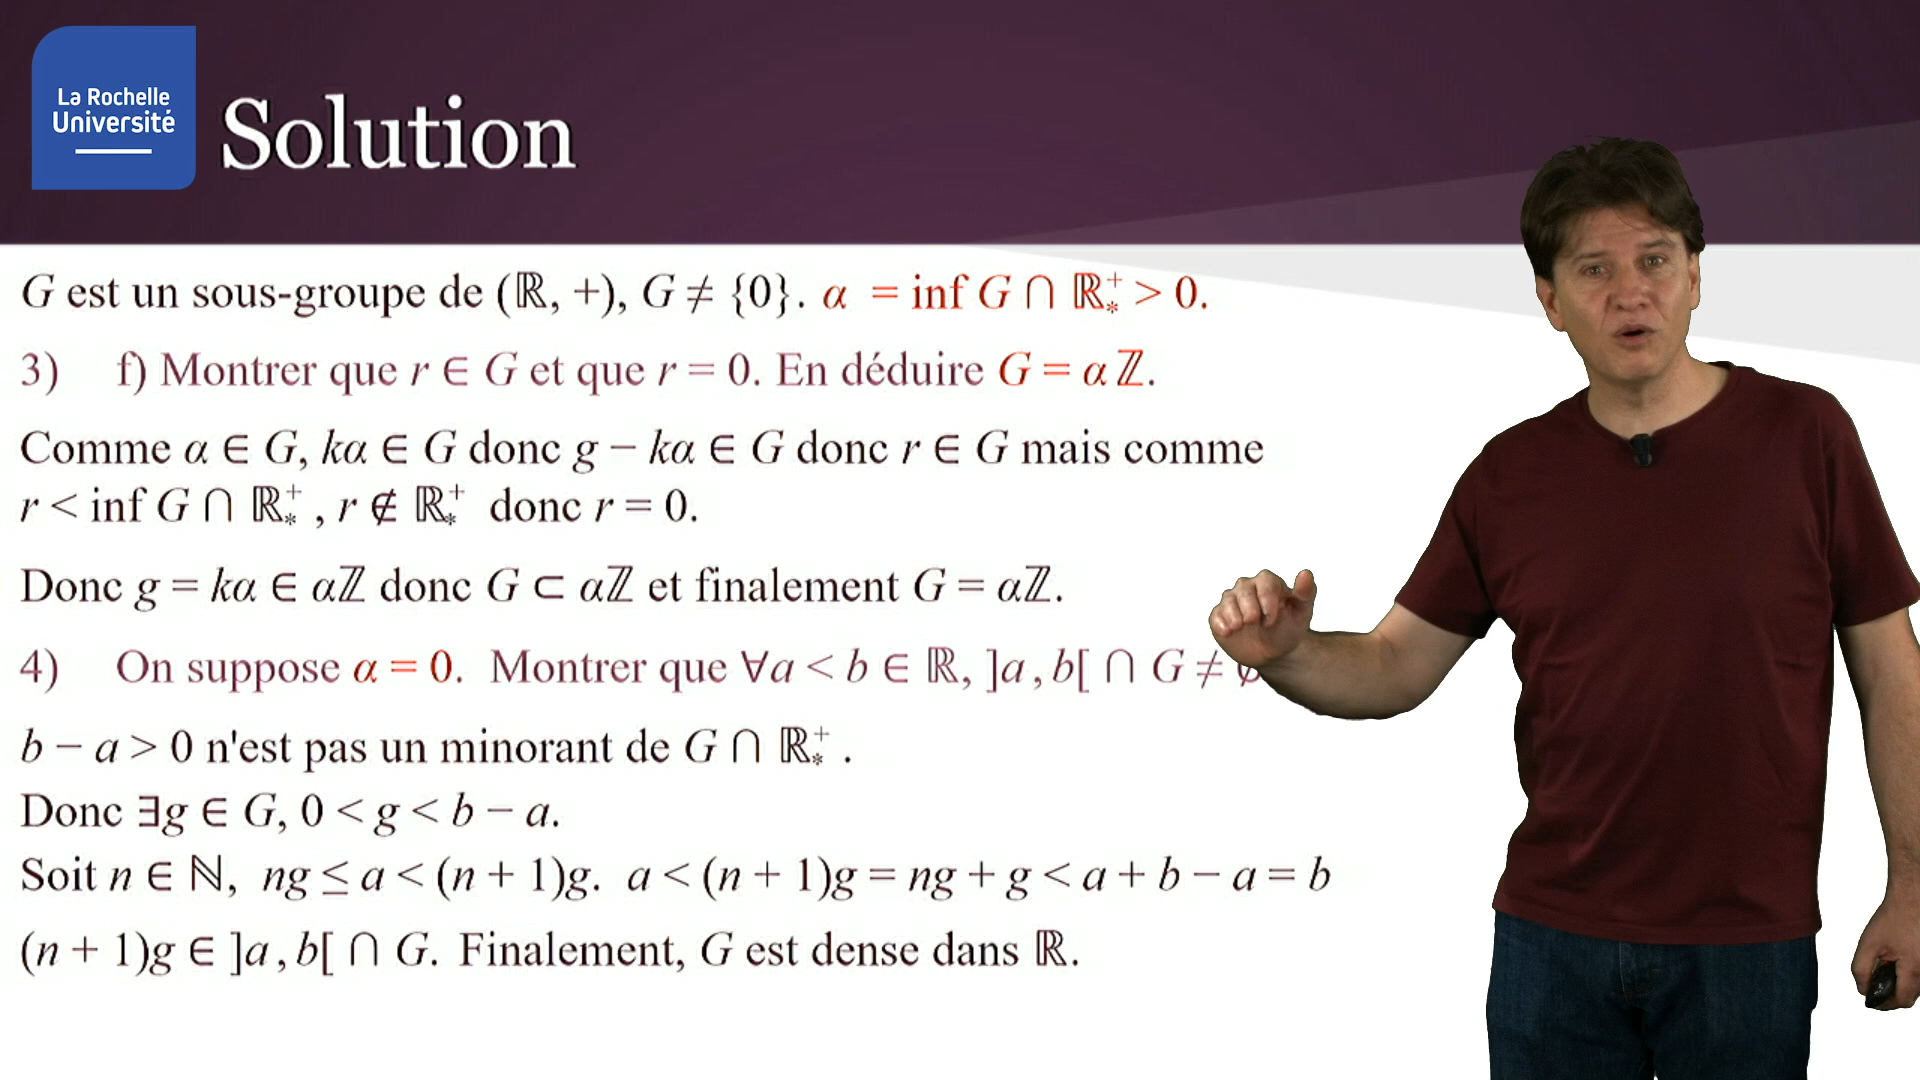 La Rochelle
Université
Solution
G est un sous-groupe de (ℝ, +), G ≠ {0}. α = inf G ∩ ℝ⁺* > 0.
3) f) Montrer que r ∈ G et que r = 0. En déduire G = αℤ.
Comme α ∈ G, kα ∈ G donc g − kα ∈ G donc r ∈ G mais comme
r < inf G ∩ ℝ⁺* , r ∉ ℝ⁺* donc r = 0.
Donc g = kα ∈ αℤ donc G ⊂ αℤ et finalement G = αℤ.
4) On suppose α = 0. Montrer que ∀a < b ∈ ℝ, ]a, b[ ∩ G ≠ ∅
b − a > 0 n'est pas un minorant de G ∩ ℝ⁺* .
Donc ∃g ∈ G, 0 < g < b − a.
Soit n ∈ ℕ, ng ≤ a < (n + 1)g. a < (n + 1)g = ng + g < a + b − a = b
(n + 1)g ∈ ]a, b[ ∩ G. Finalement, G est dense dans ℝ.